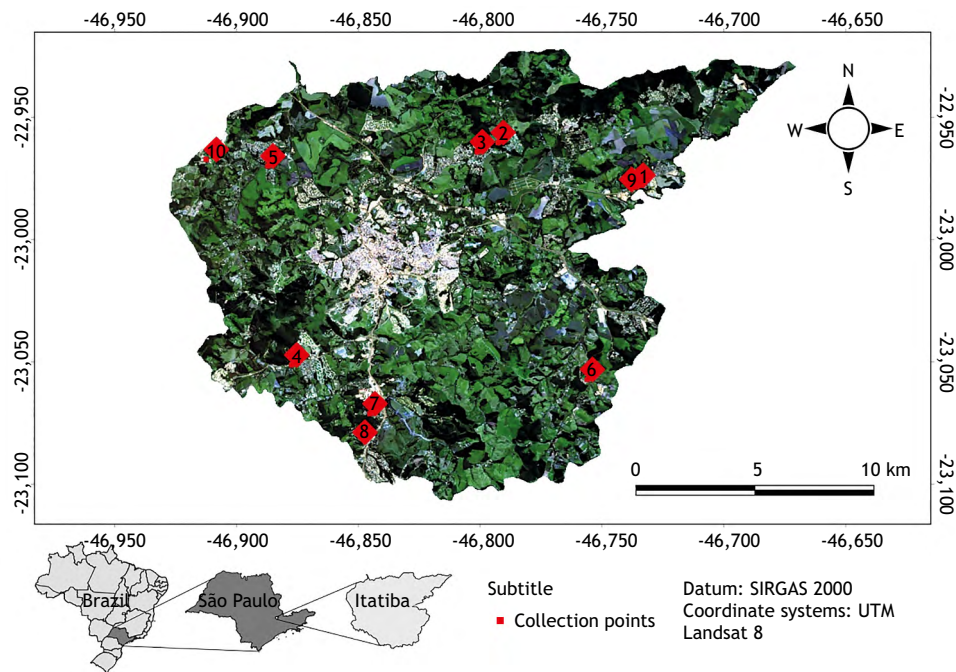 -46,950 -46,900 -46,850 -46,800 -46,750 -46,700 -46,650
-22,950 -22,950
-23,000 -23,000
-23,050 -23,050
-23,100 -23,100
N
W E
S
2
3
10 5
9 1
4
6
7
8
0 5 10 km
-46,950 -46,900 -46,850 -46,800 -46,750 -46,700 -46,650
Brazil São Paulo Itatiba
Subtitle
Collection points
Datum: SIRGAS 2000
Coordinate systems: UTM
Landsat 8